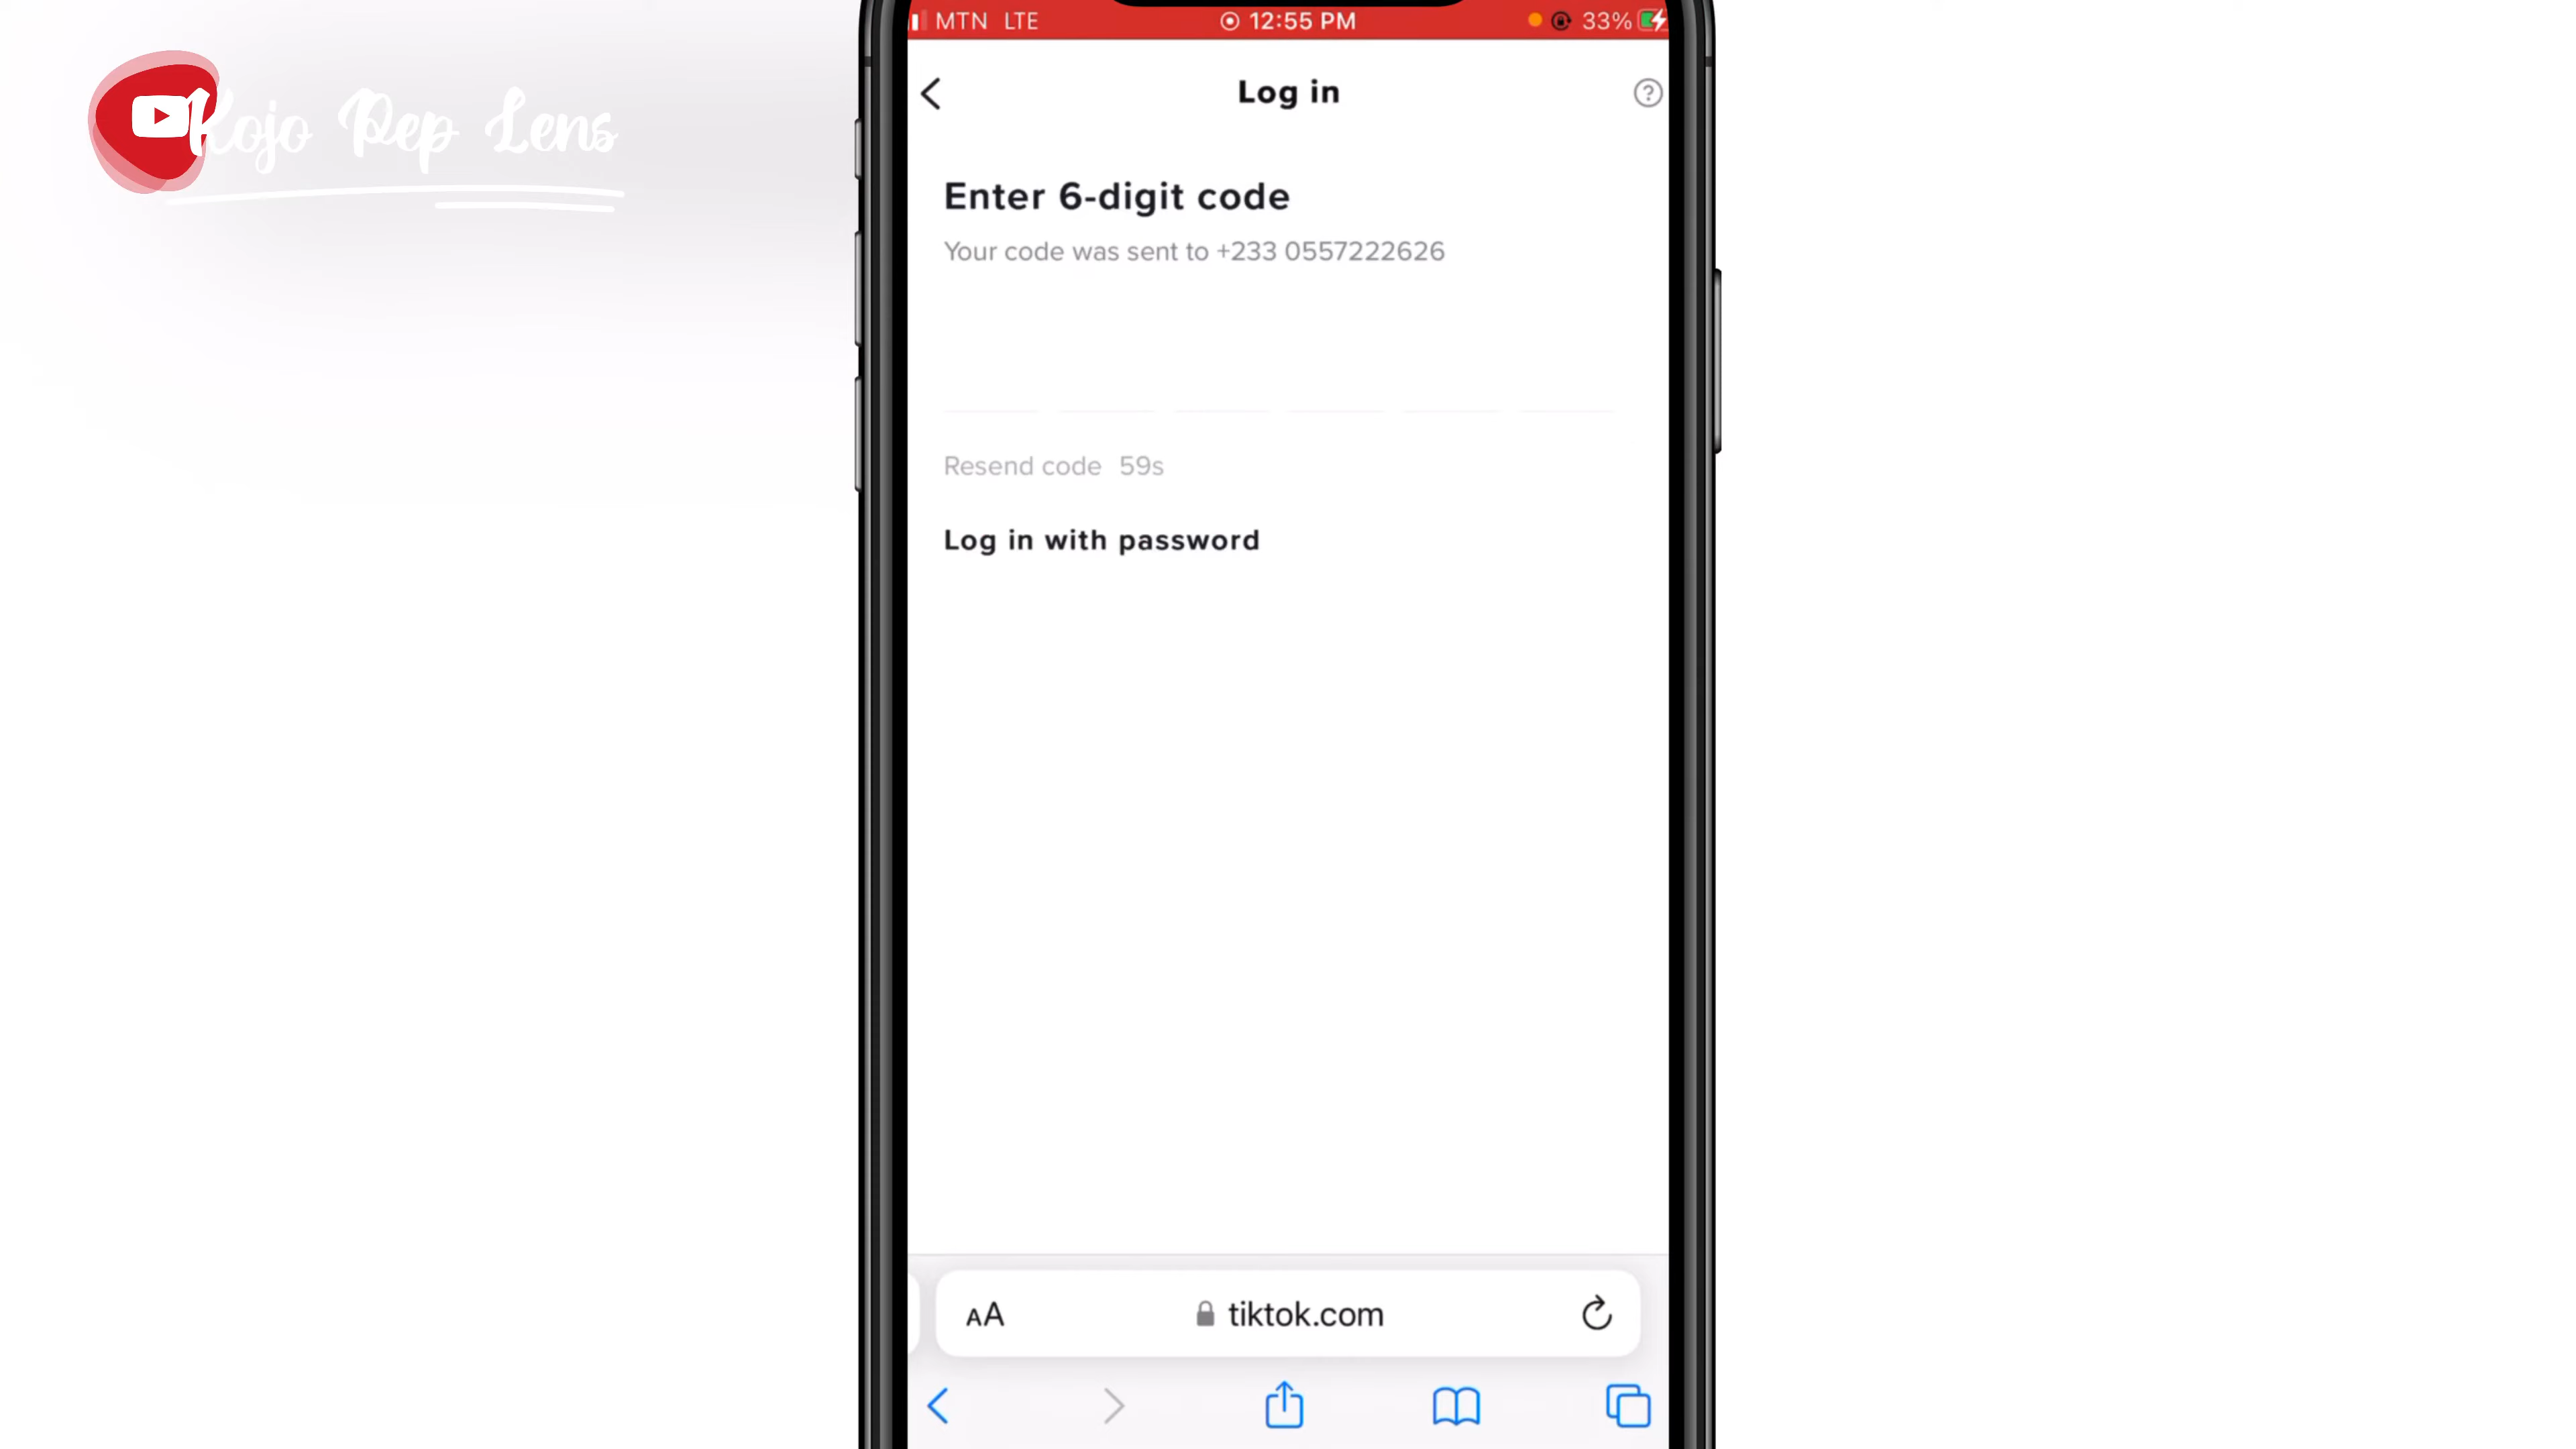 Kojo Pep Lens
MTN LTE 12:55 PM 33%
Log in
Enter 6-digit code
Your code was sent to +233 0557222626
Resend code 59s
Log in with password
AA tiktok.com